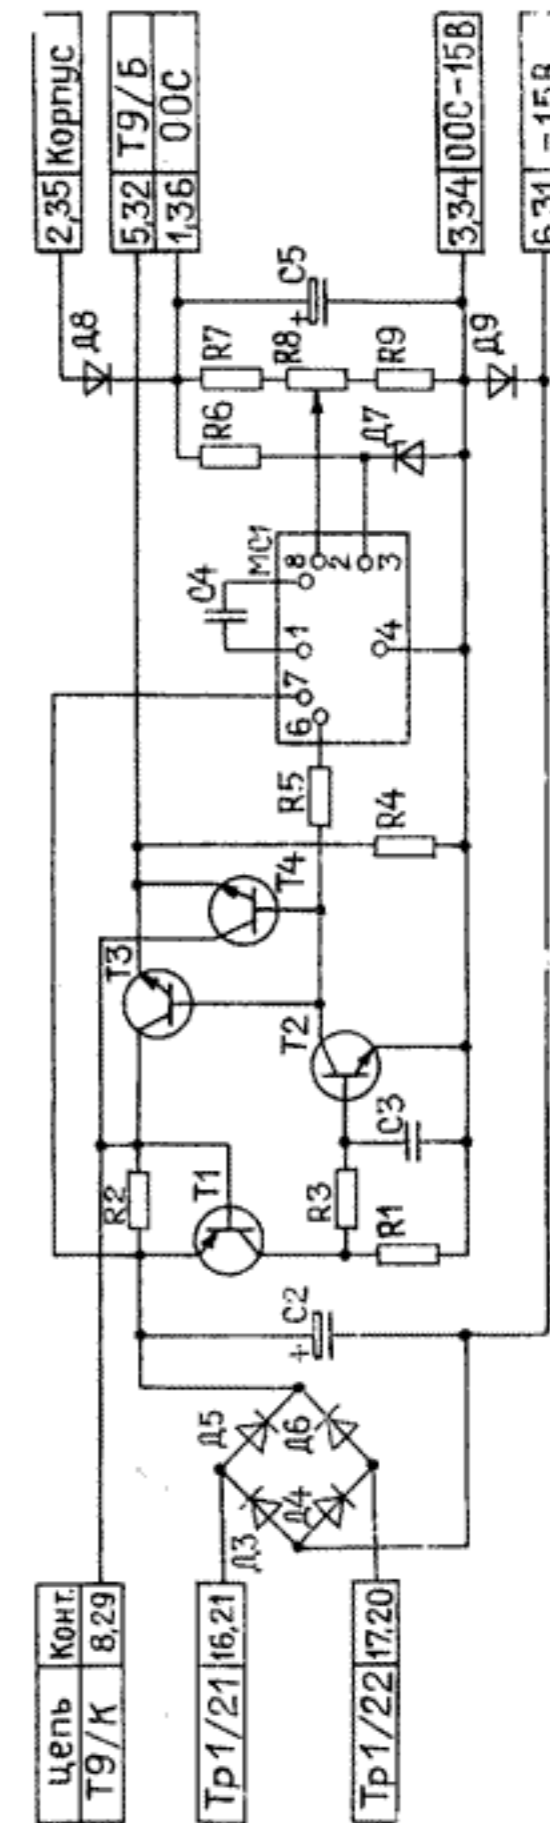 цепь Конт.
Т9/К 8,29
Тр1/21 16,21
Тр1/22 17,20
Д3
Д5
Д4
Д6
+ C2
R2
T1
R3
R1
C3
T2
T3
T4
R5
R4
C4
МС1
6
7
1
8
2
3
4
R6
Д7
R7
R8
R9
Д8
+ C5
Д9
2,35 Корпус
5,32 Т9/Б
1,36 ООС
3,34 ООС-15В
6,31 -15В